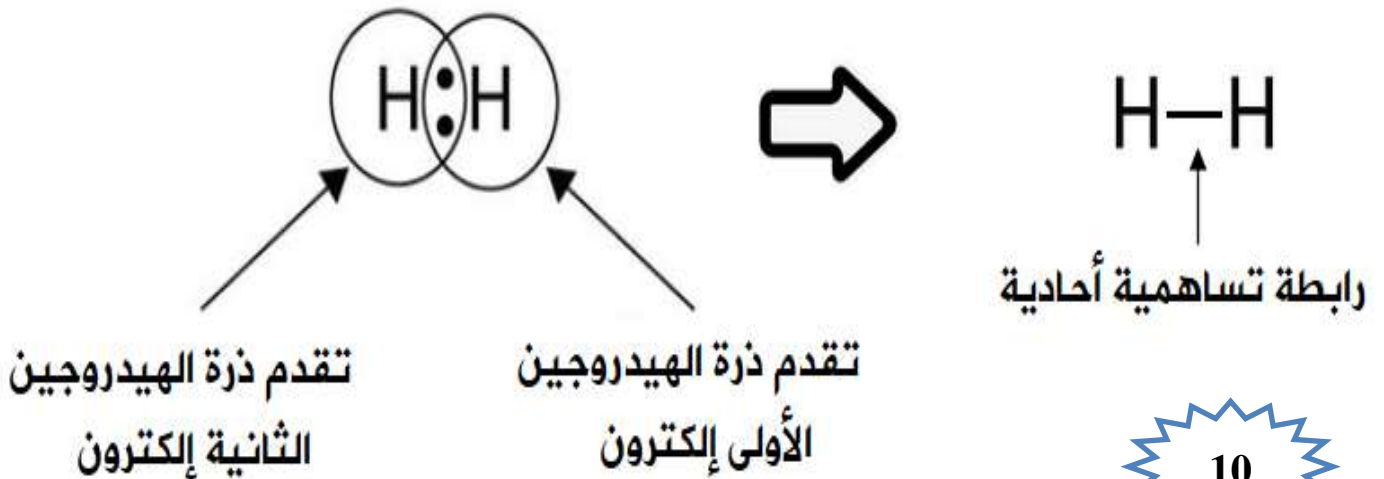 H:H
H−H
رابطة تساهمية أحادية
تقدم ذرة الهيدروجين
الأولى إلكترون
تقدم ذرة الهيدروجين
الثانية إلكترون
10